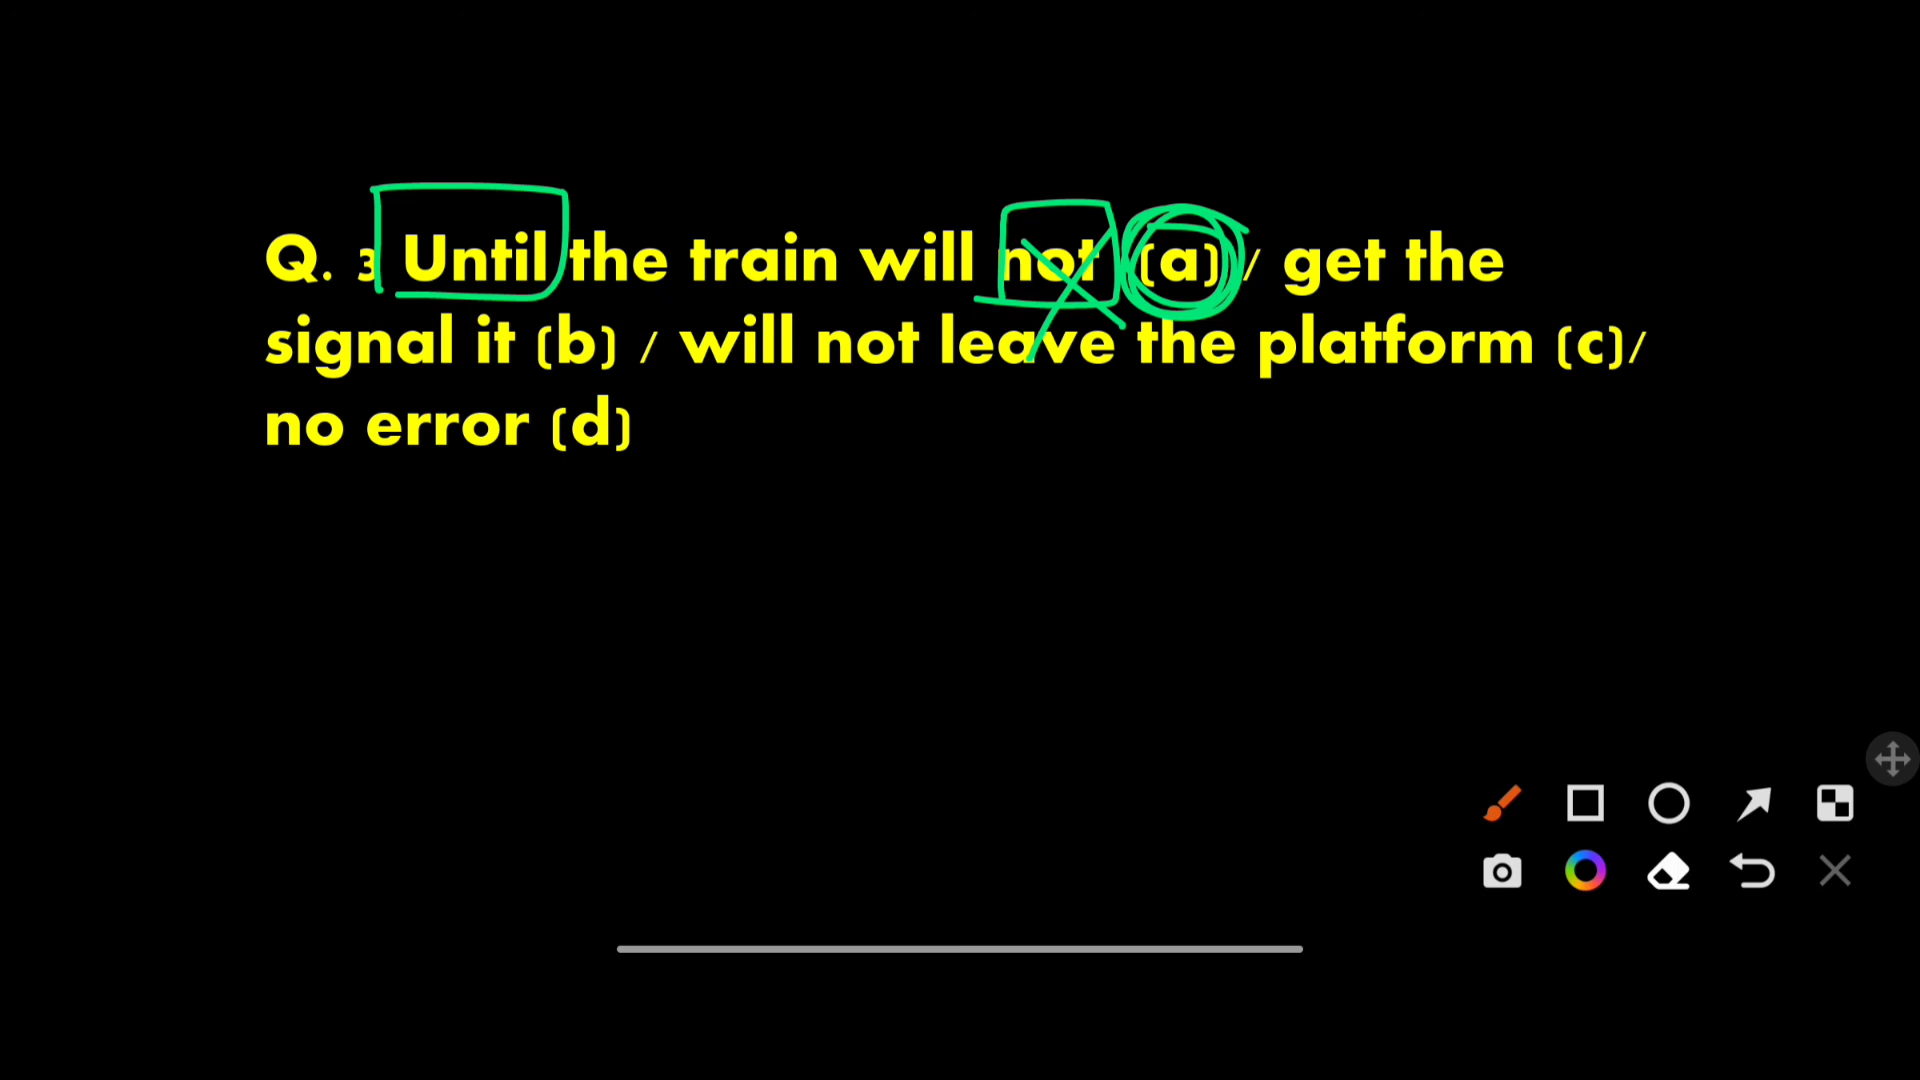 Q. 3 Until the train will not (a) / get the
signal it (b) / will not leave the platform (c)/
no error (d)